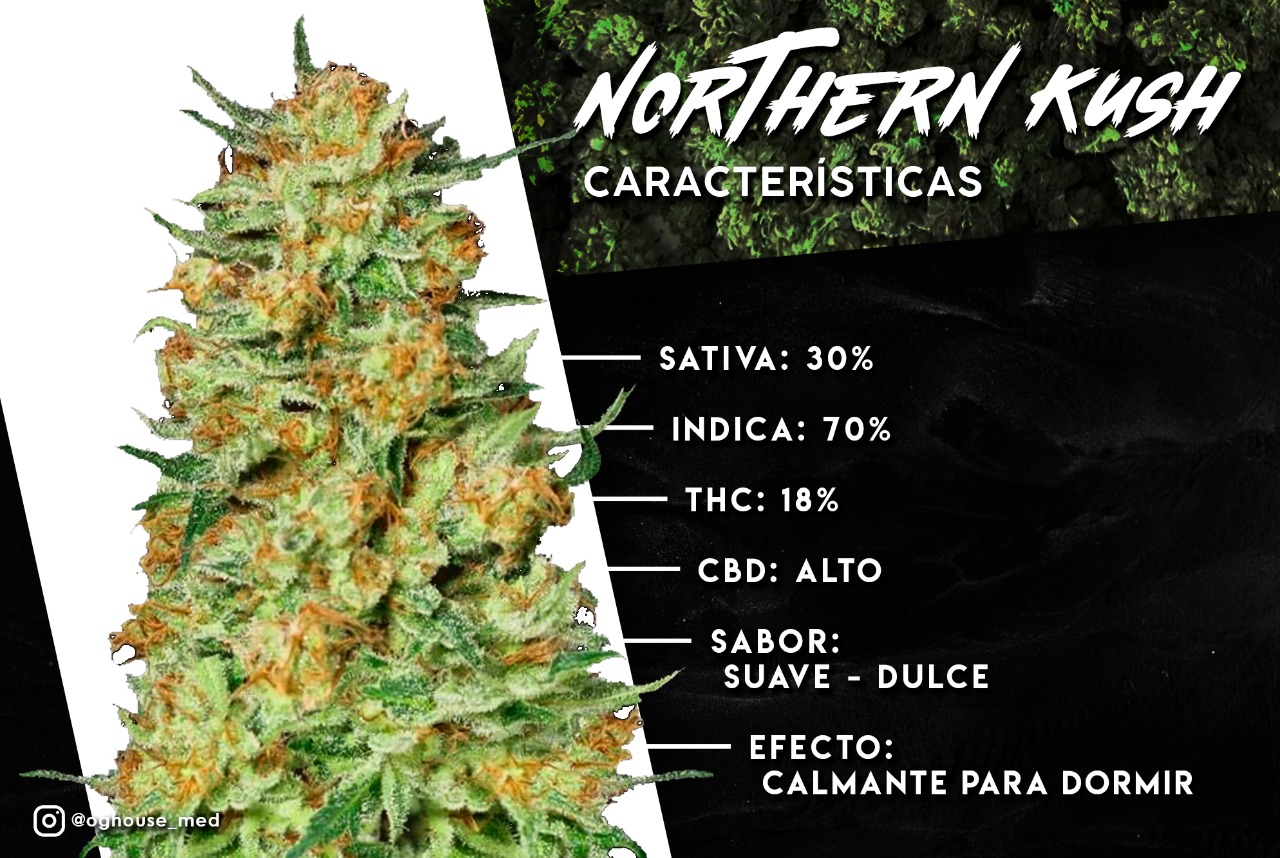 NORTHERN KUSH
CARACTERÍSTICAS
SATIVA: 30%
INDICA: 70%
THC: 18%
CBD: ALTO
SABOR:
SUAVE - DULCE
EFECTO:
CALMANTE PARA DORMIR
@oghouse_med